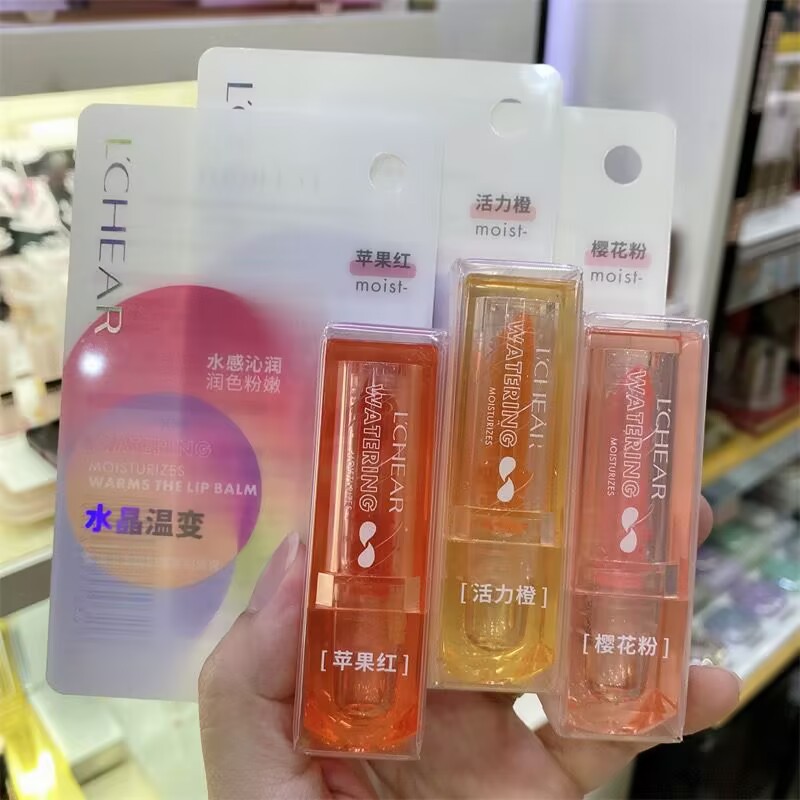 L'CHEAR
苹果红
moist-
水感沁润
润色粉嫩
WATERING
MOISTURIZES
WARMS THE LIP BALM
水晶温变
活力橙
moist-
樱花粉
moist-
L'CHEAR
WATERING
MOISTURIZES
[ 苹果红 ]
L'CHEAR
WATERING
MOISTURIZES
[ 活力橙 ]
L'CHEAR
WATERING
MOISTURIZES
[ 樱花粉 ]